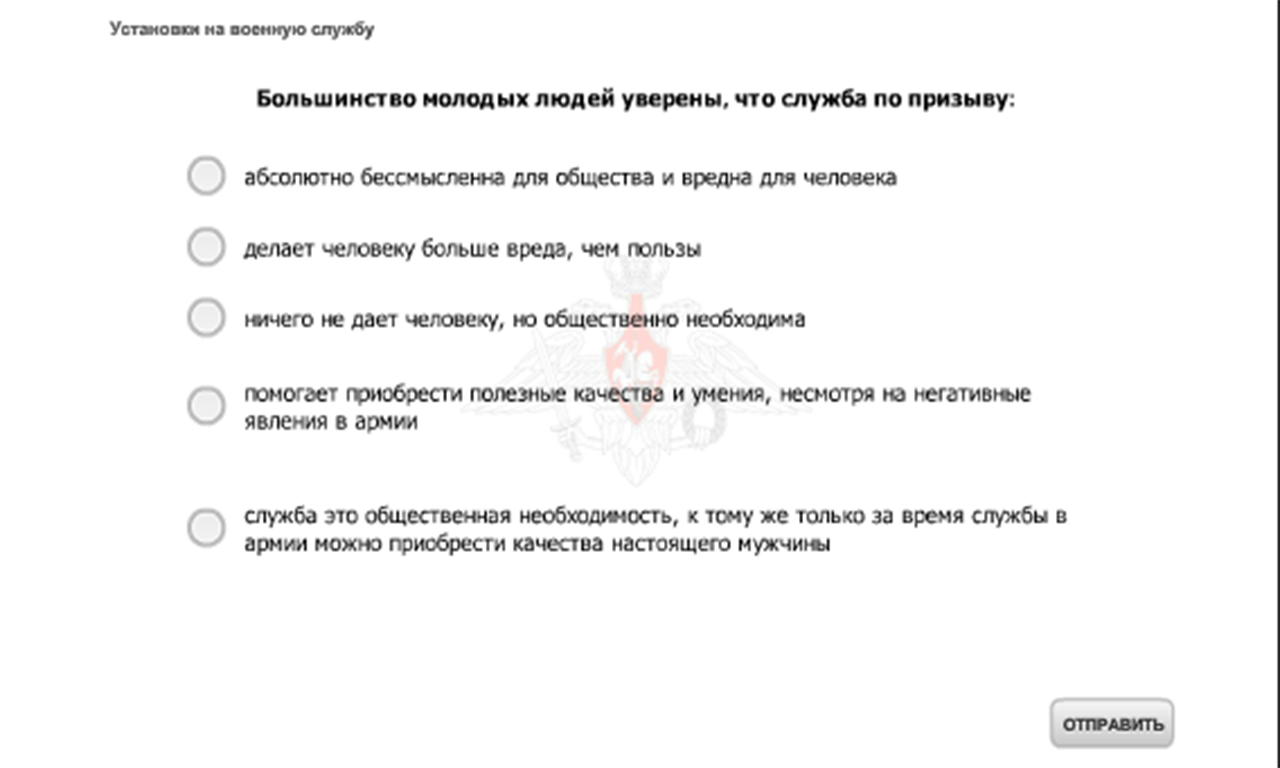 Установки на военную службу
Большинство молодых людей уверены, что служба по призыву:
абсолютно бессмысленна для общества и вредна для человека
делает человеку больше вреда, чем пользы
ничего не дает человеку, но общественно необходима
помогает приобрести полезные качества и умения, несмотря на негативные
явления в армии
служба это общественная необходимость, к тому же только за время службы в
армии можно приобрести качества настоящего мужчины
ОТПРАВИТЬ